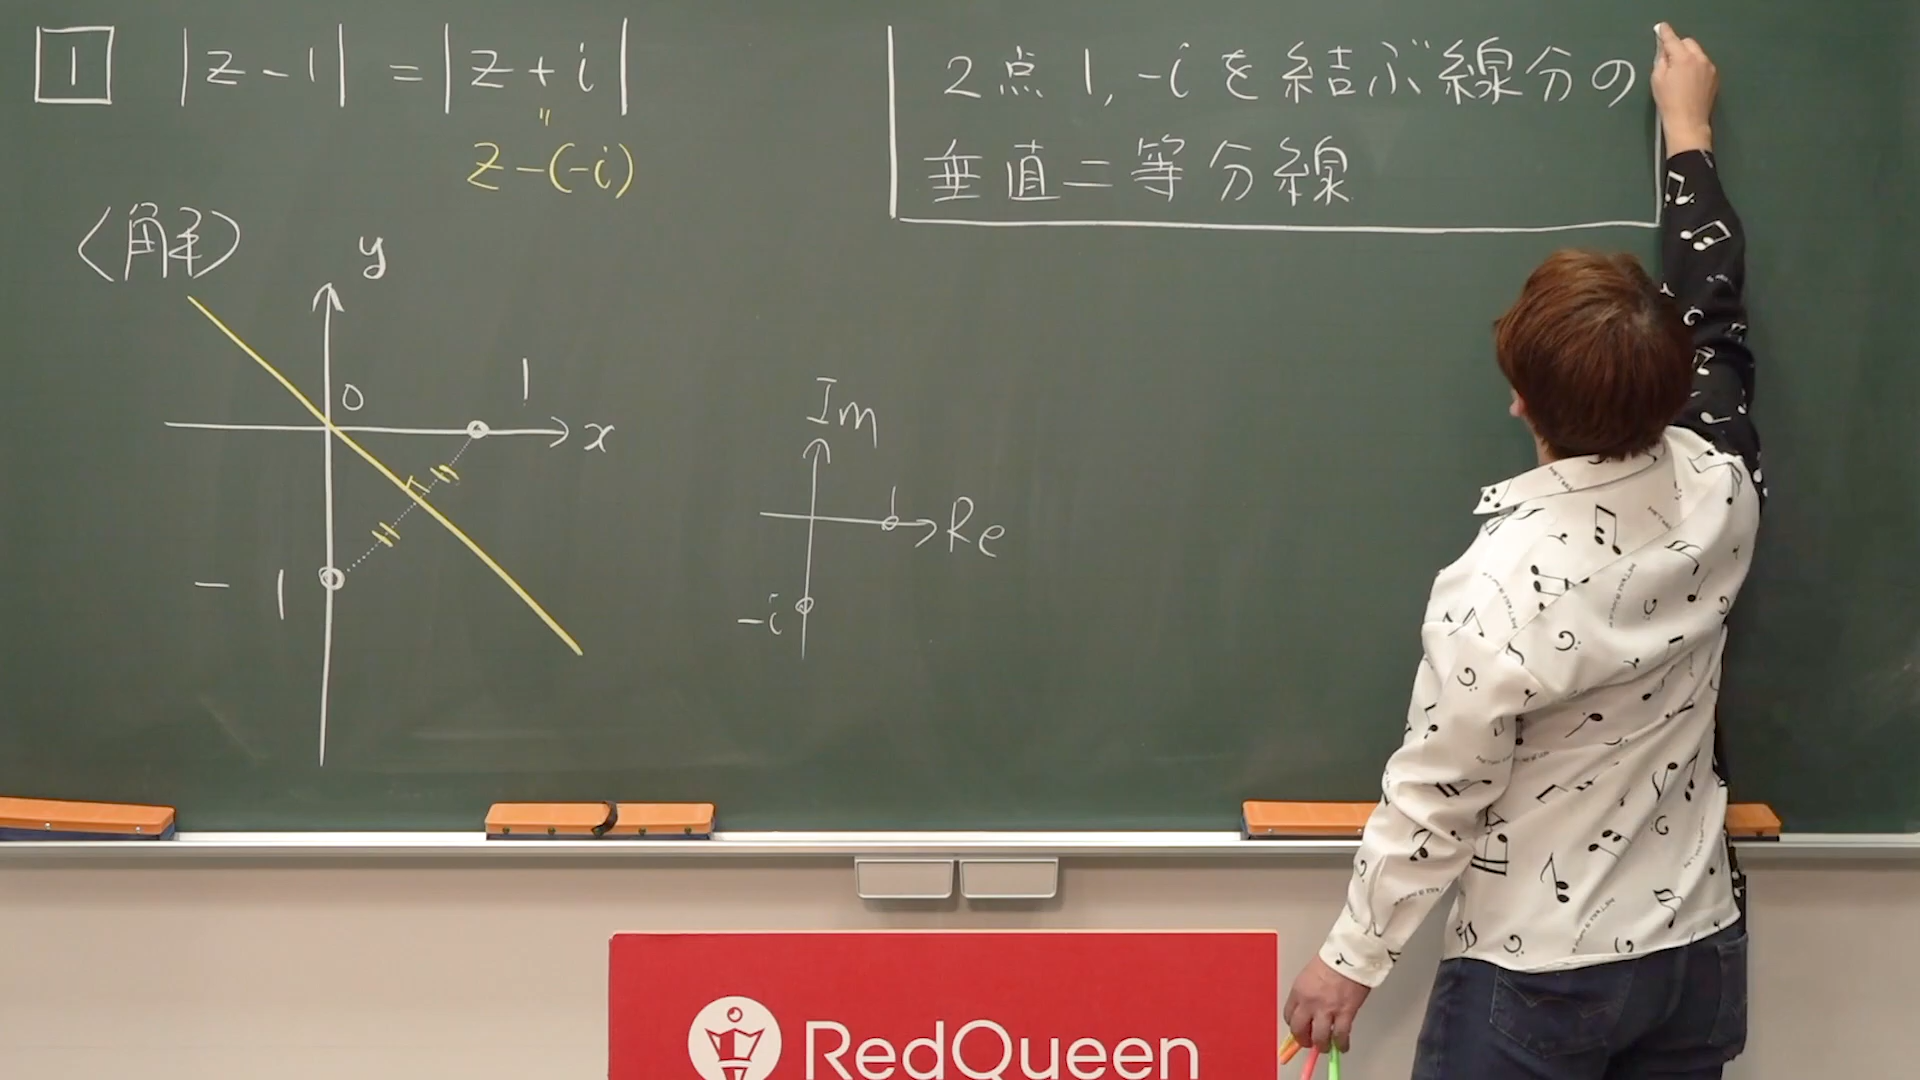 1 |z-1| = |z+i|
〃
z-(-i)
2点1, -iを結ぶ線分の
垂直二等分線
〈解〉
y
0
1
x
-1
Im
1
Re
-i
RedQueen